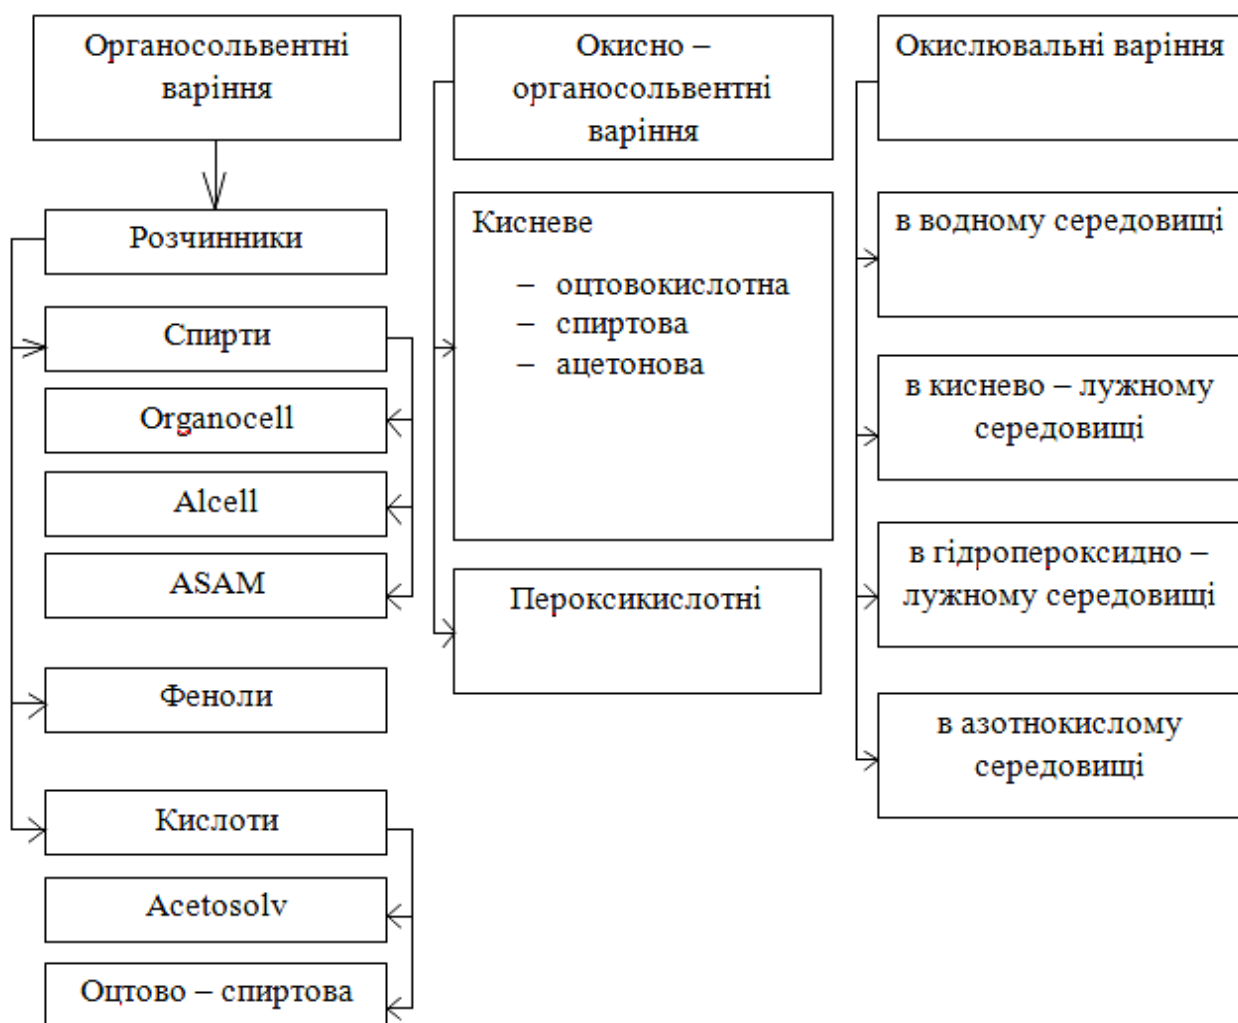 Органосольвентні
варіння
Розчинники
Спирти
Organocell
Alcell
ASAM
Феноли
Кислоти
Acetosolv
Оцтово – спиртова
Окисно –
органосольвентні
варіння
Кисневе
– оцтовокислотна
– спиртова
– ацетонова
Пероксикислотні
Окислювальні варіння
в водному середовищі
в киснево – лужному
середовищі
в гідропероксидно –
лужному середовищі
в азотнокислому
середовищі